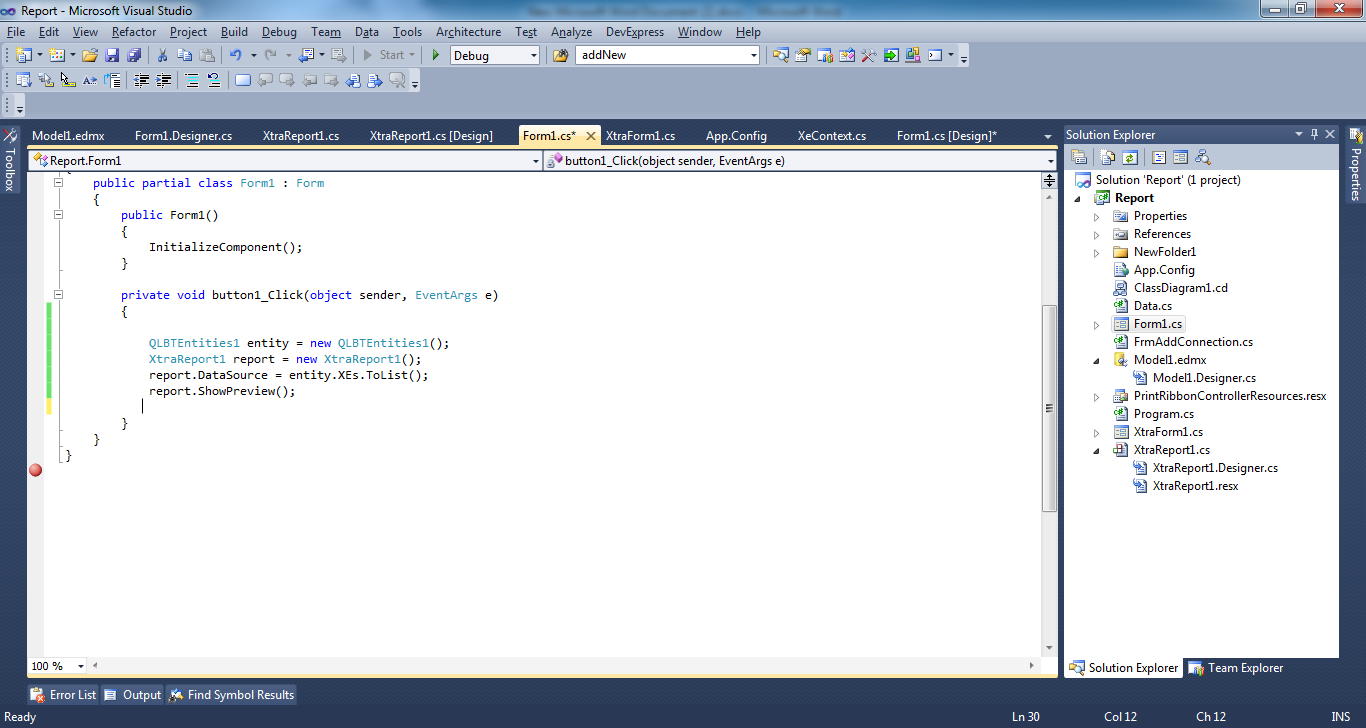 Report - Microsoft Visual Studio
File Edit View Refactor Project Build Debug Team Data Tools Architecture Test Analyze DevExpress Window Help
Start Debug addNew
Model1.edmx Form1.Designer.cs XtraReport1.cs XtraReport1.cs [Design] Form1.cs* XtraForm1.cs App.Config XeContext.cs Form1.cs [Design]*
Report.Form1 button1_Click(object sender, EventArgs e)
public partial class Form1 : Form
{
public Form1()
{
InitializeComponent();
}
private void button1_Click(object sender, EventArgs e)
{
QLBTEntities1 entity = new QLBTEntities1();
XtraReport1 report = new XtraReport1();
report.DataSource = entity.XEs.ToList();
report.ShowPreview();
}
}
}
100 %
Toolbox
Solution Explorer
Solution 'Report' (1 project)
Report
Properties
References
NewFolder1
App.Config
ClassDiagram1.cd
Data.cs
Form1.cs
FrmAddConnection.cs
Model1.edmx
Model1.Designer.cs
PrintRibbonControllerResources.resx
Program.cs
XtraForm1.cs
XtraReport1.cs
XtraReport1.Designer.cs
XtraReport1.resx
Solution Explorer Team Explorer
Properties
Error List Output Find Symbol Results
Ready Ln 30 Col 12 Ch 12 INS